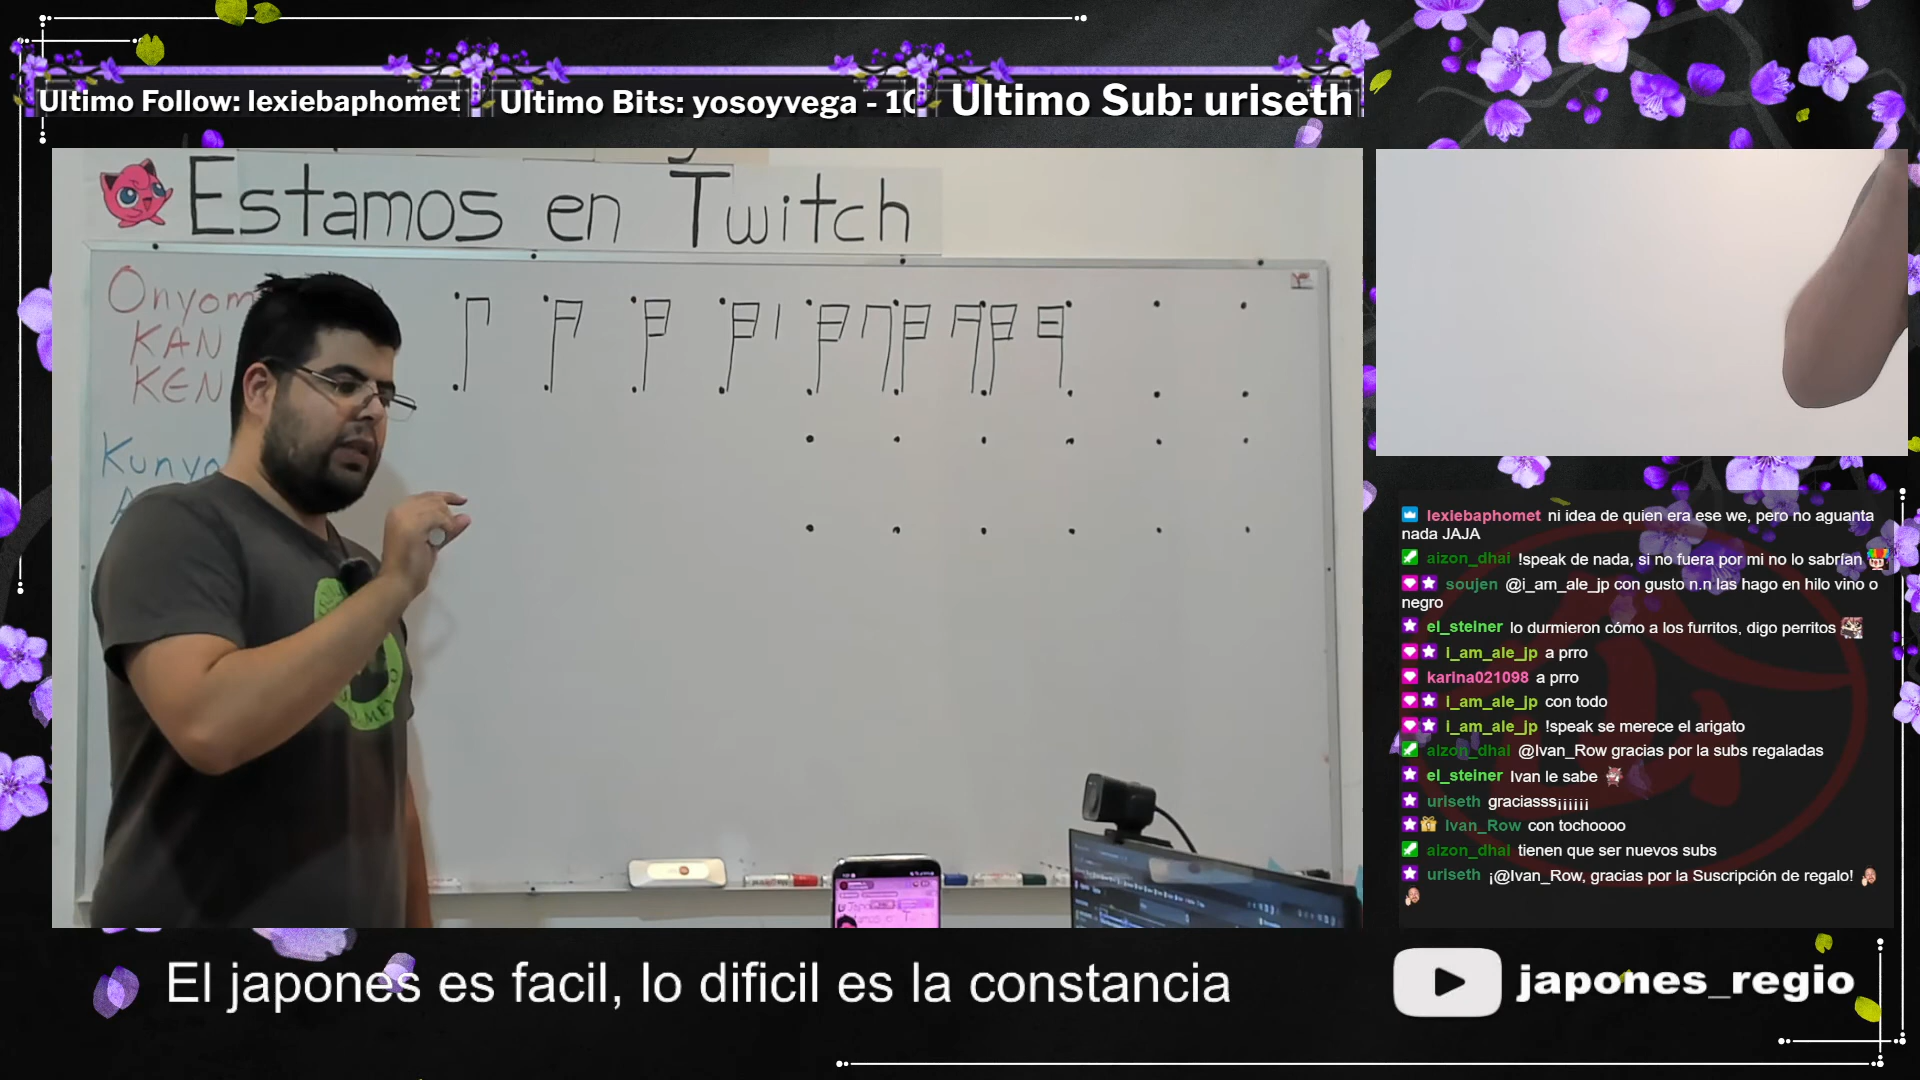 Ultimo Follow: lexiebaphomet
Ultimo Bits: yosoyvega - 10
Ultimo Sub: uriseth
Estamos en Twitch
Onyom
KAN
KEN
Kunyo
A
lexiebaphomet ni idea de quien era ese we, pero no aguanta
nada JAJA
aizon_dhai !speak de nada, si no fuera por mi no lo sabrían
soujen @i_am_ale_jp con gusto n.n las hago en hilo vino o
negro
el_steiner lo durmieron cómo a los furritos, digo perritos
i_am_ale_jp a prro
karina021098 a prro
i_am_ale_jp con todo
i_am_ale_jp !speak se merece el arigato
aizon_dhai @Ivan_Row gracias por la subs regaladas
el_steiner Ivan le sabe
uriseth graciasss¡¡¡¡¡¡
Ivan_Row con tochoooo
aizon_dhai tienen que ser nuevos subs
uriseth ¡@Ivan_Row, gracias por la Suscripción de regalo!
El japones es facil, lo dificil es la constancia
japones_regio